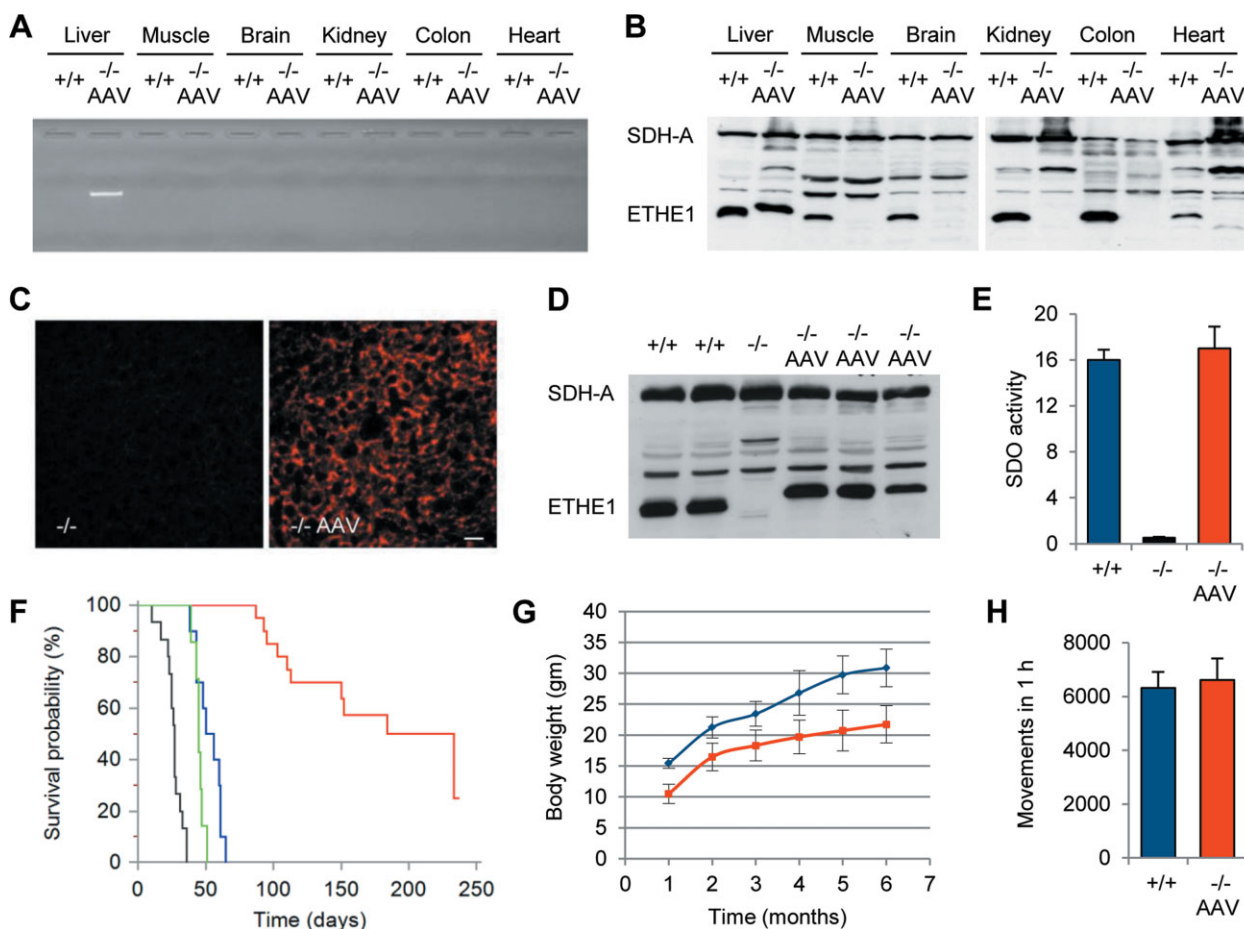 A
Liver Muscle Brain Kidney Colon Heart
+/+ -/- AAV +/+ -/- AAV +/+ -/- AAV +/+ -/- AAV +/+ -/- AAV +/+ -/- AAV
B
Liver Muscle Brain Kidney Colon Heart
+/+ -/- AAV +/+ -/- AAV +/+ -/- AAV +/+ -/- AAV +/+ -/- AAV +/+ -/- AAV
SDH-A
ETHE1
C
-/-
-/- AAV
D
+/+ +/+ -/- -/- AAV -/- AAV -/- AAV
SDH-A
ETHE1
E
SDO activity
20
16
12
8
4
0
+/+ -/- -/- AAV
F
Survival probability (%)
100
80
60
40
20
0
0 50 100 150 200 250
Time (days)
G
Body weight (gm)
40
35
30
25
20
15
10
5
0
0 1 2 3 4 5 6 7
Time (months)
H
Movements in 1 h
8000
6000
4000
2000
0
+/+ -/- AAV